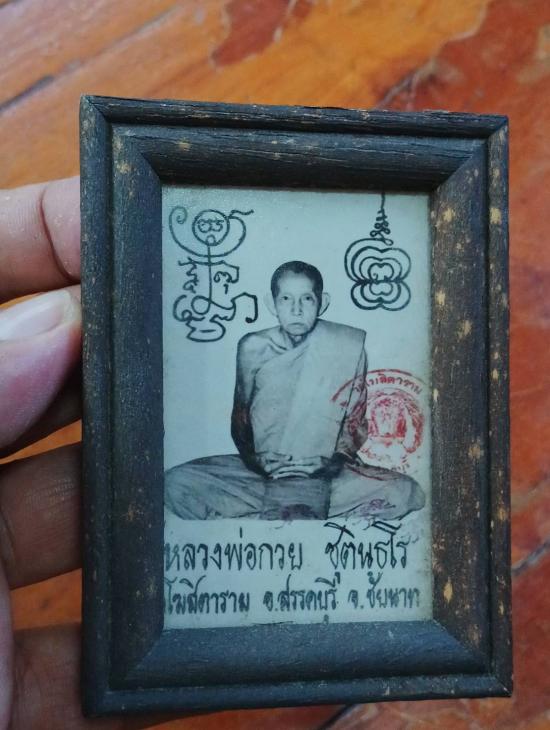 หลวงพ่อกวย ชุตินฺธโร
โฆสิตาราม อ.สรรคบุรี จ.ชัยนาท